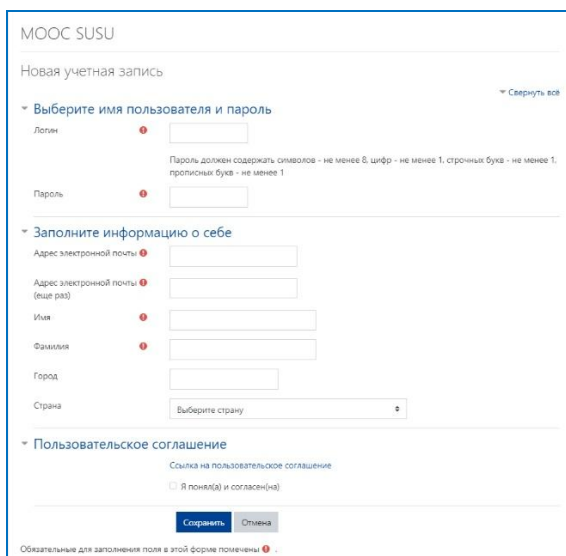 MOOC SUSU
Новая учетная запись
Свернуть всё
Выберите имя пользователя и пароль
Логин
Пароль должен содержать символов - не менее 8, цифр - не менее 1, строчных букв - не менее 1,
прописных букв - не менее 1
Пароль
Заполните информацию о себе
Адрес электронной почты
Адрес электронной почты
(еще раз)
Имя
Фамилия
Город
Страна
Выберите страну
Пользовательское соглашение
Ссылка на пользовательское соглашение
Я понял(а) и согласен(на)
Сохранить
Отмена
Обязательные для заполнения поля в этой форме помечены .